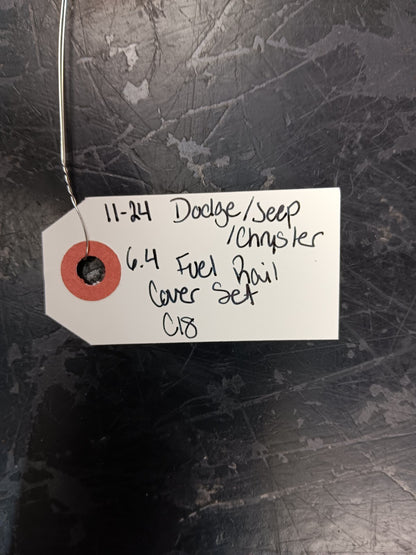 11-24 Dodge/Jeep
/Chrysler
6.4 Fuel Rail
Cover Set
C18